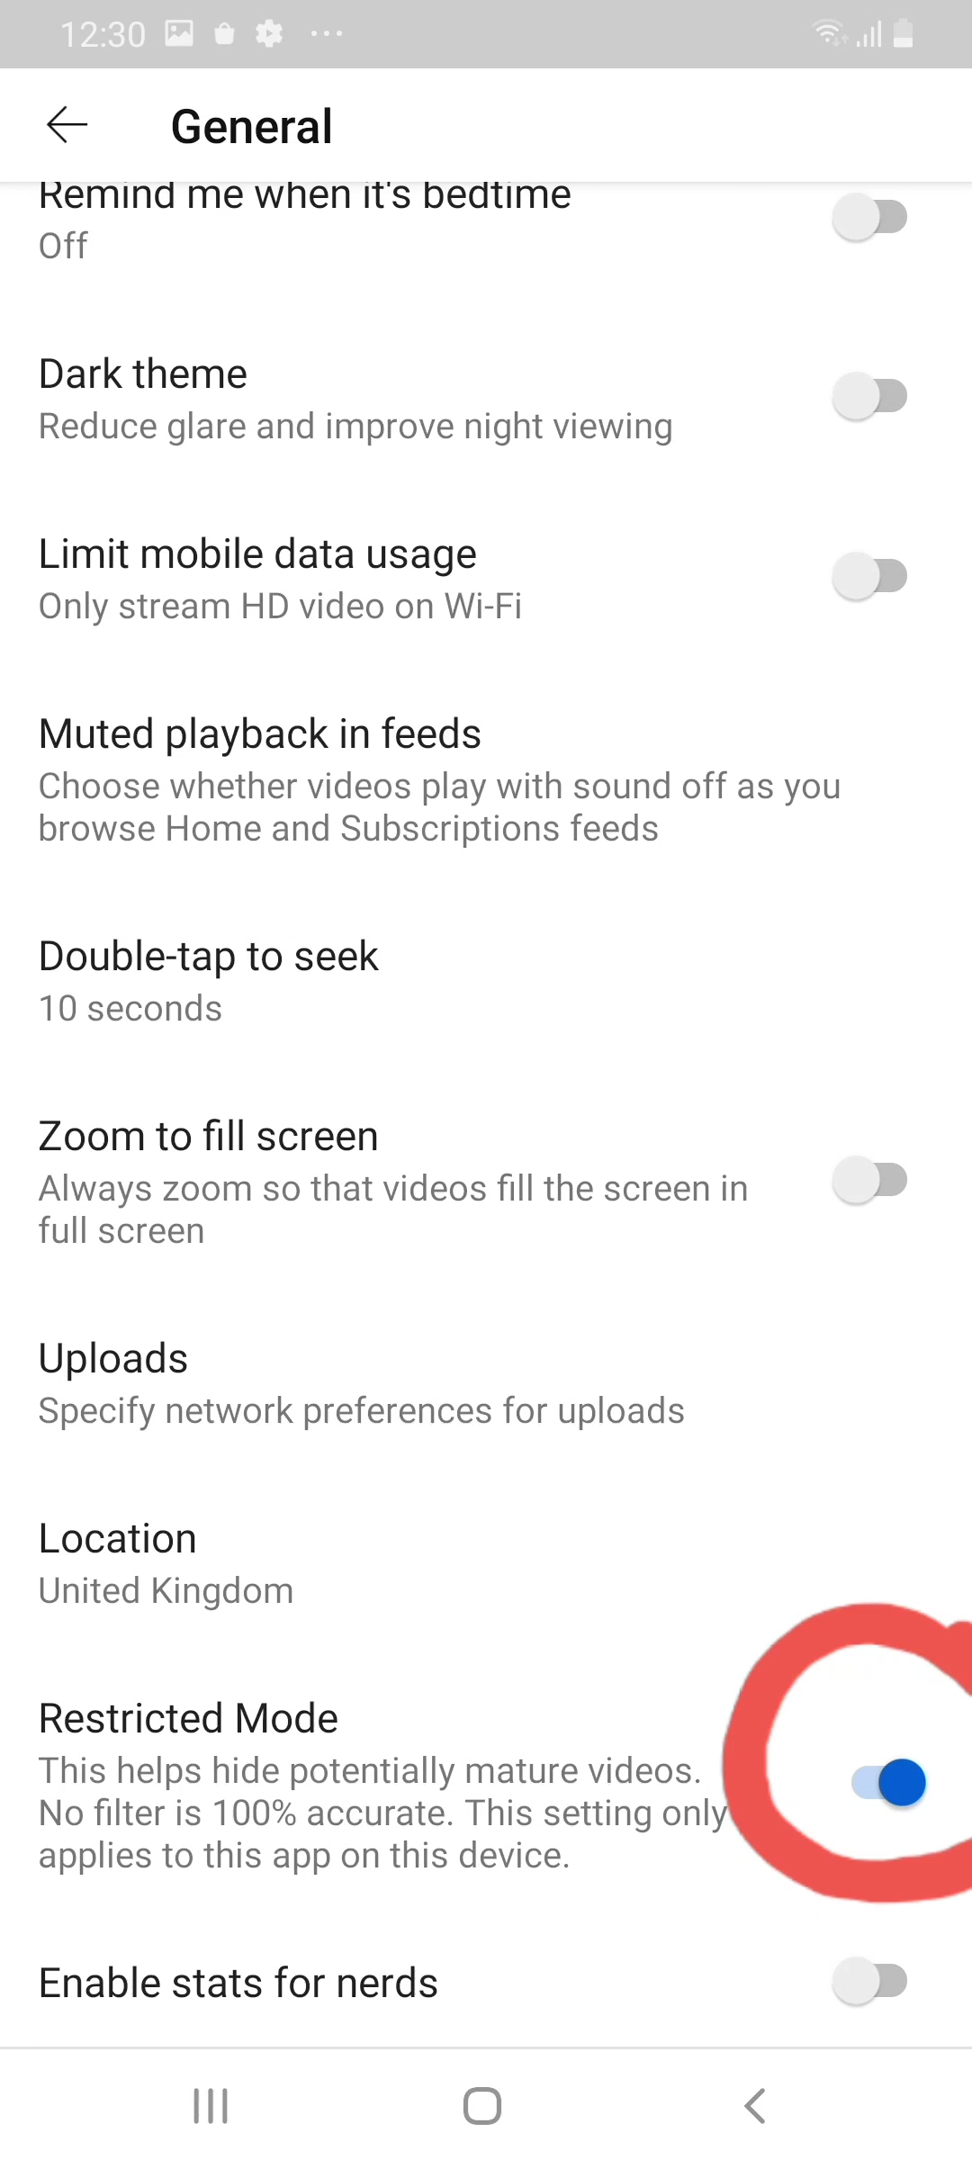 12:30
General
Remind me when it's bedtime
Off
Dark theme
Reduce glare and improve night viewing
Limit mobile data usage
Only stream HD video on Wi-Fi
Muted playback in feeds
Choose whether videos play with sound off as you
browse Home and Subscriptions feeds
Double-tap to seek
10 seconds
Zoom to fill screen
Always zoom so that videos fill the screen in
full screen
Uploads
Specify network preferences for uploads
Location
United Kingdom
Restricted Mode
This helps hide potentially mature videos.
No filter is 100% accurate. This setting only
applies to this app on this device.
Enable stats for nerds